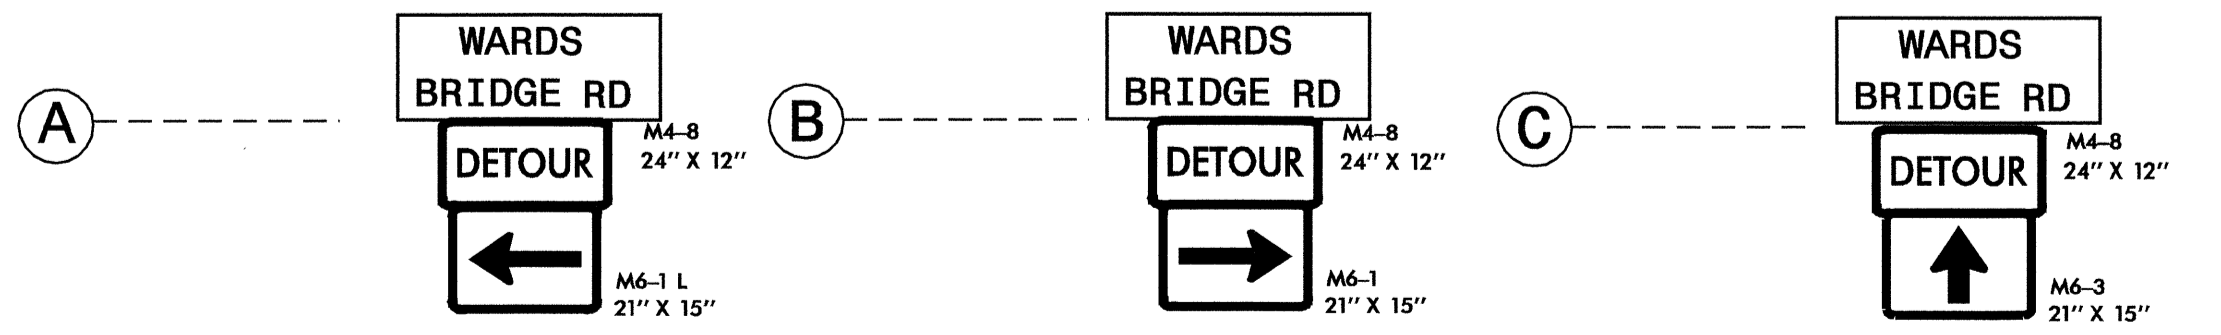 A
WARDS
BRIDGE RD
DETOUR
M4–8
24" X 12"
M6–1 L
21" X 15"
B
WARDS
BRIDGE RD
DETOUR
M4–8
24" X 12"
M6–1
21" X 15"
C
WARDS
BRIDGE RD
DETOUR
M4–8
24" X 12"
M6–3
21" X 15"